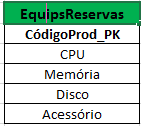 EquipsReservas
CódigoProd_PK
CPU
Memória
Disco
Acessório